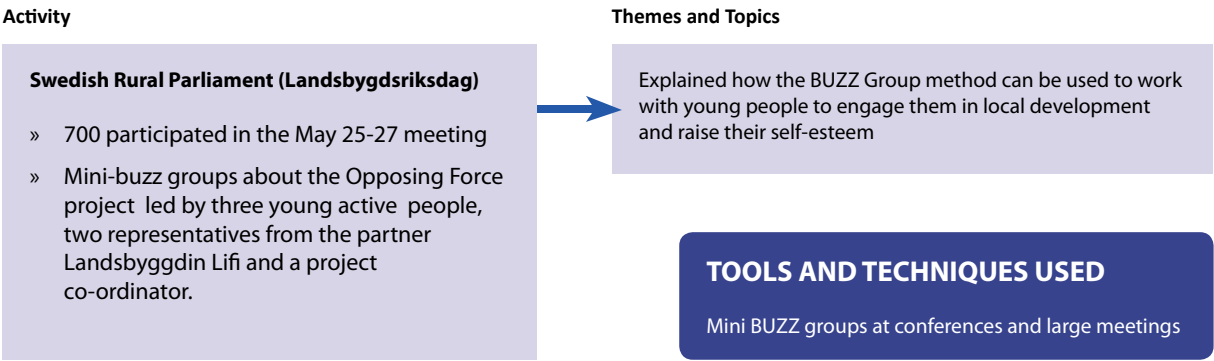 Activity
Swedish Rural Parliament (Landsbygdsriksdag)
» 700 participated in the May 25-27 meeting
» Mini-buzz groups about the Opposing Force
project led by three young active people,
two representatives from the partner
Landsbyggdin Lifi and a project
co-ordinator.
Themes and Topics
Explained how the BUZZ Group method can be used to work
with young people to engage them in local development
and raise their self-esteem
TOOLS AND TECHNIQUES USED
Mini BUZZ groups at conferences and large meetings